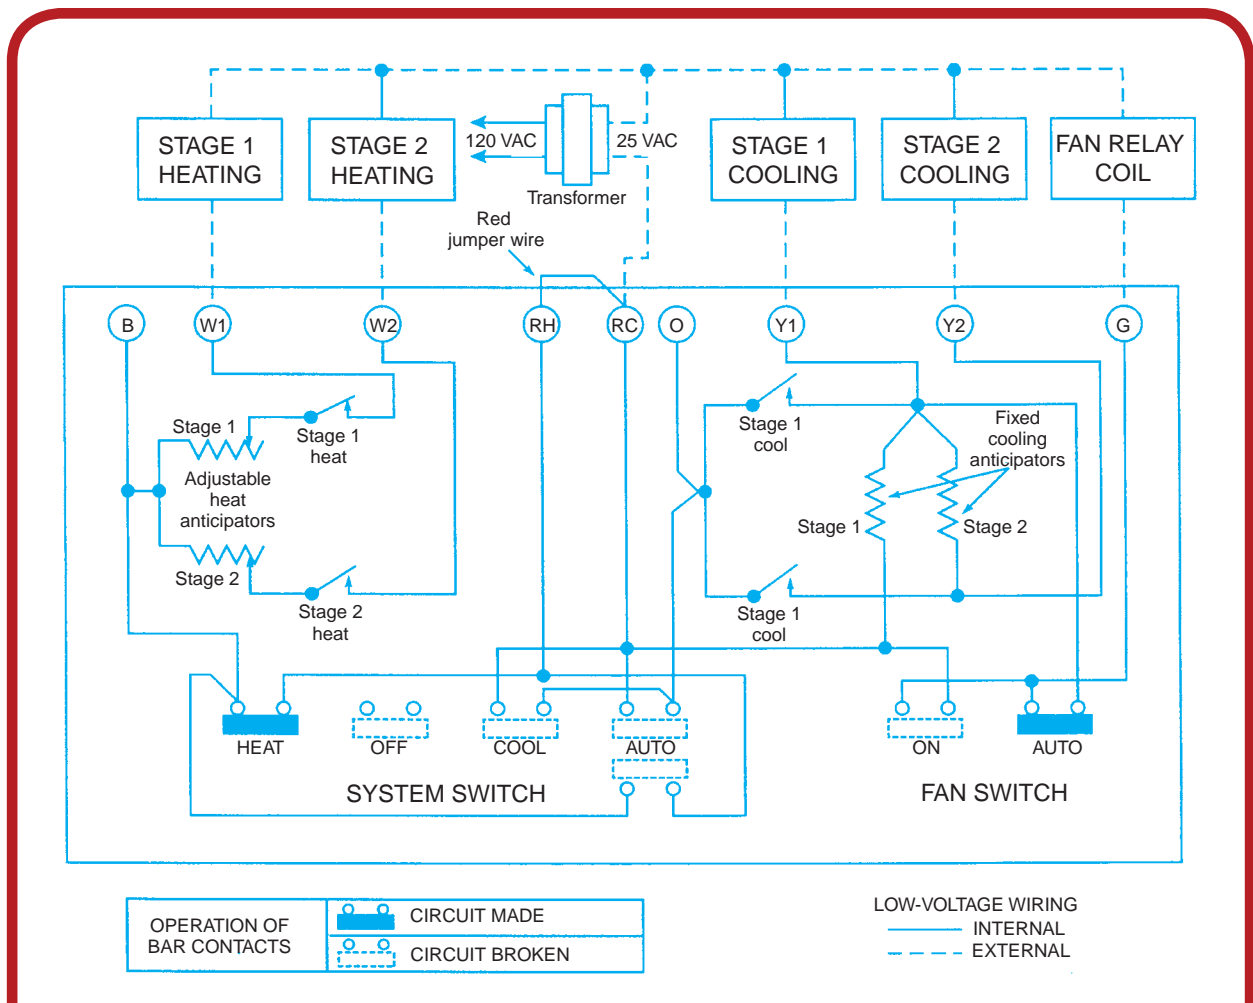 STAGE 1
HEATING
STAGE 2
HEATING
120 VAC
25 VAC
Transformer
STAGE 1
COOLING
STAGE 2
COOLING
FAN RELAY
COIL
Red
jumper wire
B
W1
W2
RH
RC
O
Y1
Y2
G
Stage 1
Stage 1
heat
Adjustable
heat
anticipators
Stage 2
Stage 2
heat
Stage 1
cool
Fixed
cooling
anticipators
Stage 1
Stage 2
Stage 1
cool
HEAT
OFF
COOL
AUTO
ON
AUTO
SYSTEM SWITCH
FAN SWITCH
OPERATION OF
BAR CONTACTS
CIRCUIT MADE
CIRCUIT BROKEN
LOW-VOLTAGE WIRING
INTERNAL
EXTERNAL